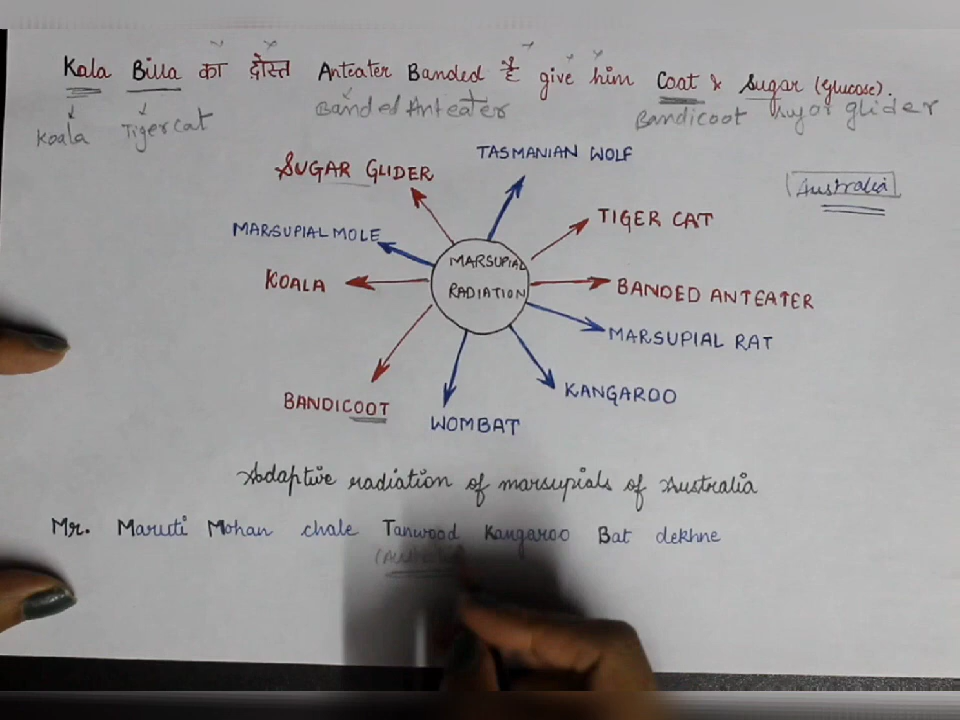 Kala Billa का दोस्त Anteater Banded है give him Coat & Sugar (Glucose).
Koala Tigercat Banded Anteater Bandicoot glider
SUGAR GLIDER
TASMANIAN WOLF
Australia
MARSUPIAL MOLE
TIGER CAT
KOALA
MARSUPIAL
RADIATION
BANDED ANTEATER
MARSUPIAL RAT
BANDICOOT
WOMBAT
KANGAROO
Adaptive radiation of marsupials of Australia
Mr. Maruti Mohan chale Tanwood Kangaroo Bat dekhne